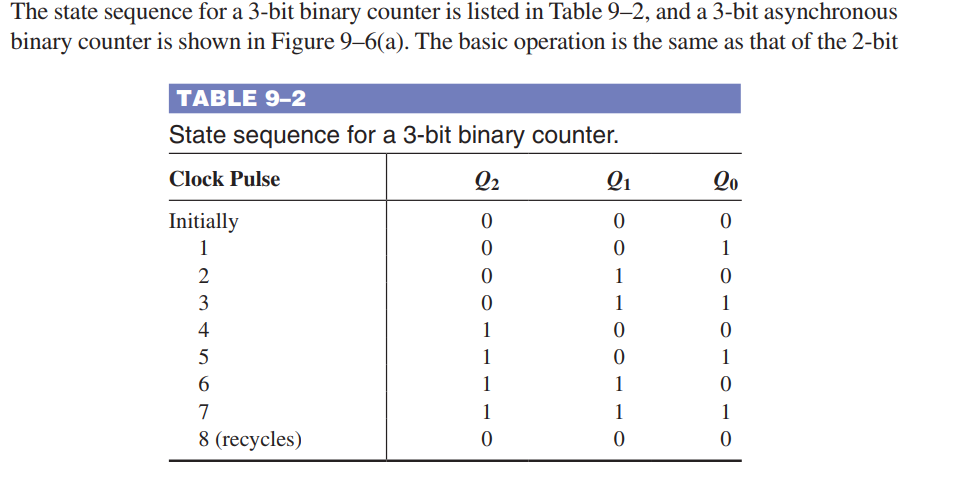 The state sequence for a 3-bit binary counter is listed in Table 9–2, and a 3-bit asynchronous
binary counter is shown in Figure 9–6(a). The basic operation is the same as that of the 2-bit
TABLE 9–2
State sequence for a 3-bit binary counter.
Clock Pulse Q2 Q1 Q0
Initially 0 0 0
1 0 0 1
2 0 1 0
3 0 1 1
4 1 0 0
5 1 0 1
6 1 1 0
7 1 1 1
8 (recycles) 0 0 0